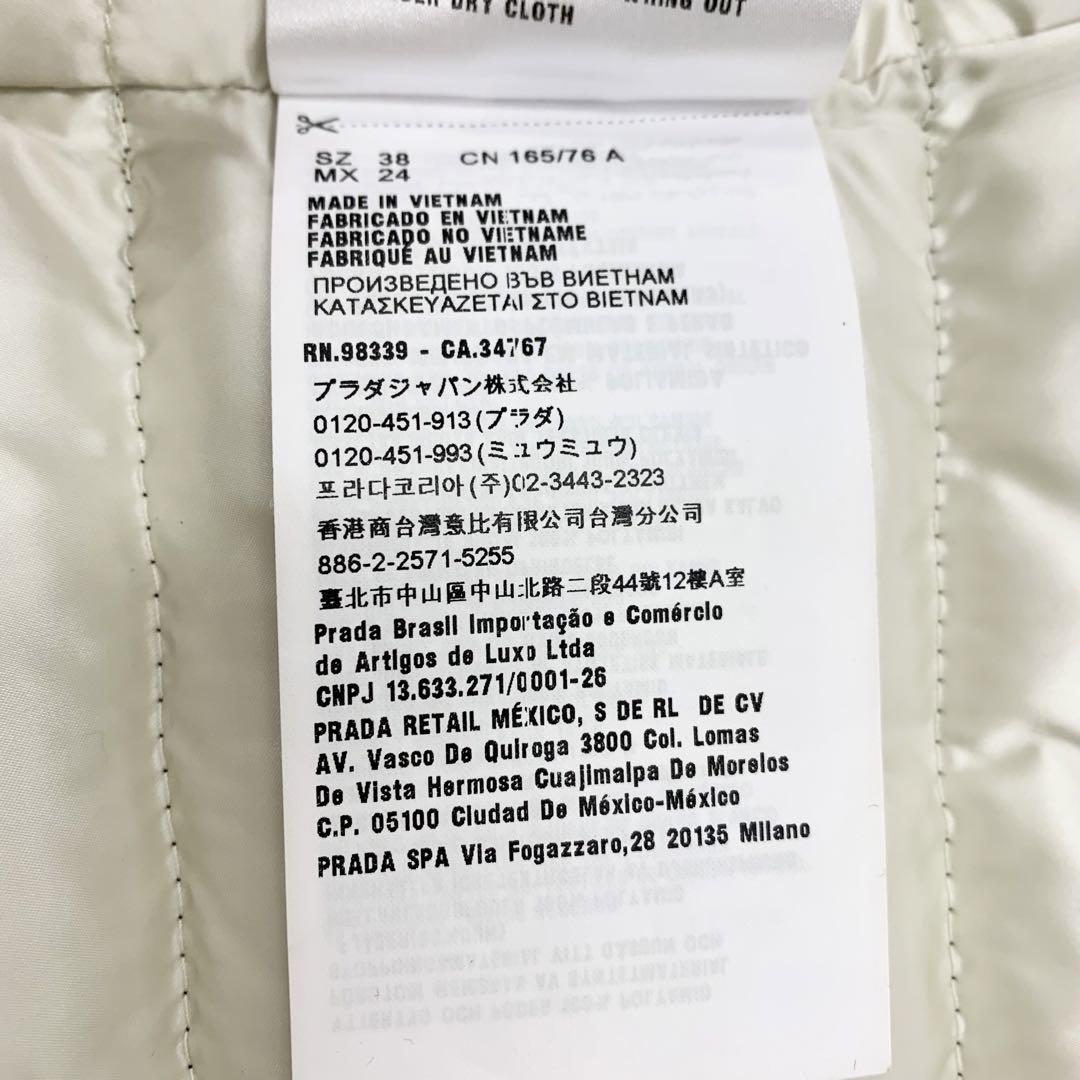 DRY CLOTH
OUT
SZ 38 CN 165/76 A
MX 24
MADE IN VIETNAM
FABRICADO EN VIETNAM
FABRICADO NO VIETNAME
FABRIQUÉ AU VIETNAM
ПРОИЗВЕДЕНО ВЪВ ВИЕТНАМ
ΚΑΤΑΣΚΕΥΑΖΕΤΑΙ ΣΤΟ ΒΙΕΤΝΑΜ
RN.98339 - CA.34767
プラダジャパン株式会社
0120-451-913(プラダ)
0120-451-993(ミュウミュウ)
프라다코리아(주)02-3443-2323
香港商台灣意比有限公司台灣分公司
886-2-2571-5255
臺北市中山區中山北路二段44號12樓A室
Prada Brasil Importação e Comércio
de Artigos de Luxo Ltda
CNPJ 13.633.271/0001-26
PRADA RETAIL MÉXICO, S DE RL DE CV
AV. Vasco De Quiroga 3800 Col. Lomas
De Vista Hermosa Cuajimalpa De Morelos
C.P. 05100 Ciudad De México-México
PRADA SPA Via Fogazzaro,28 20135 Milano